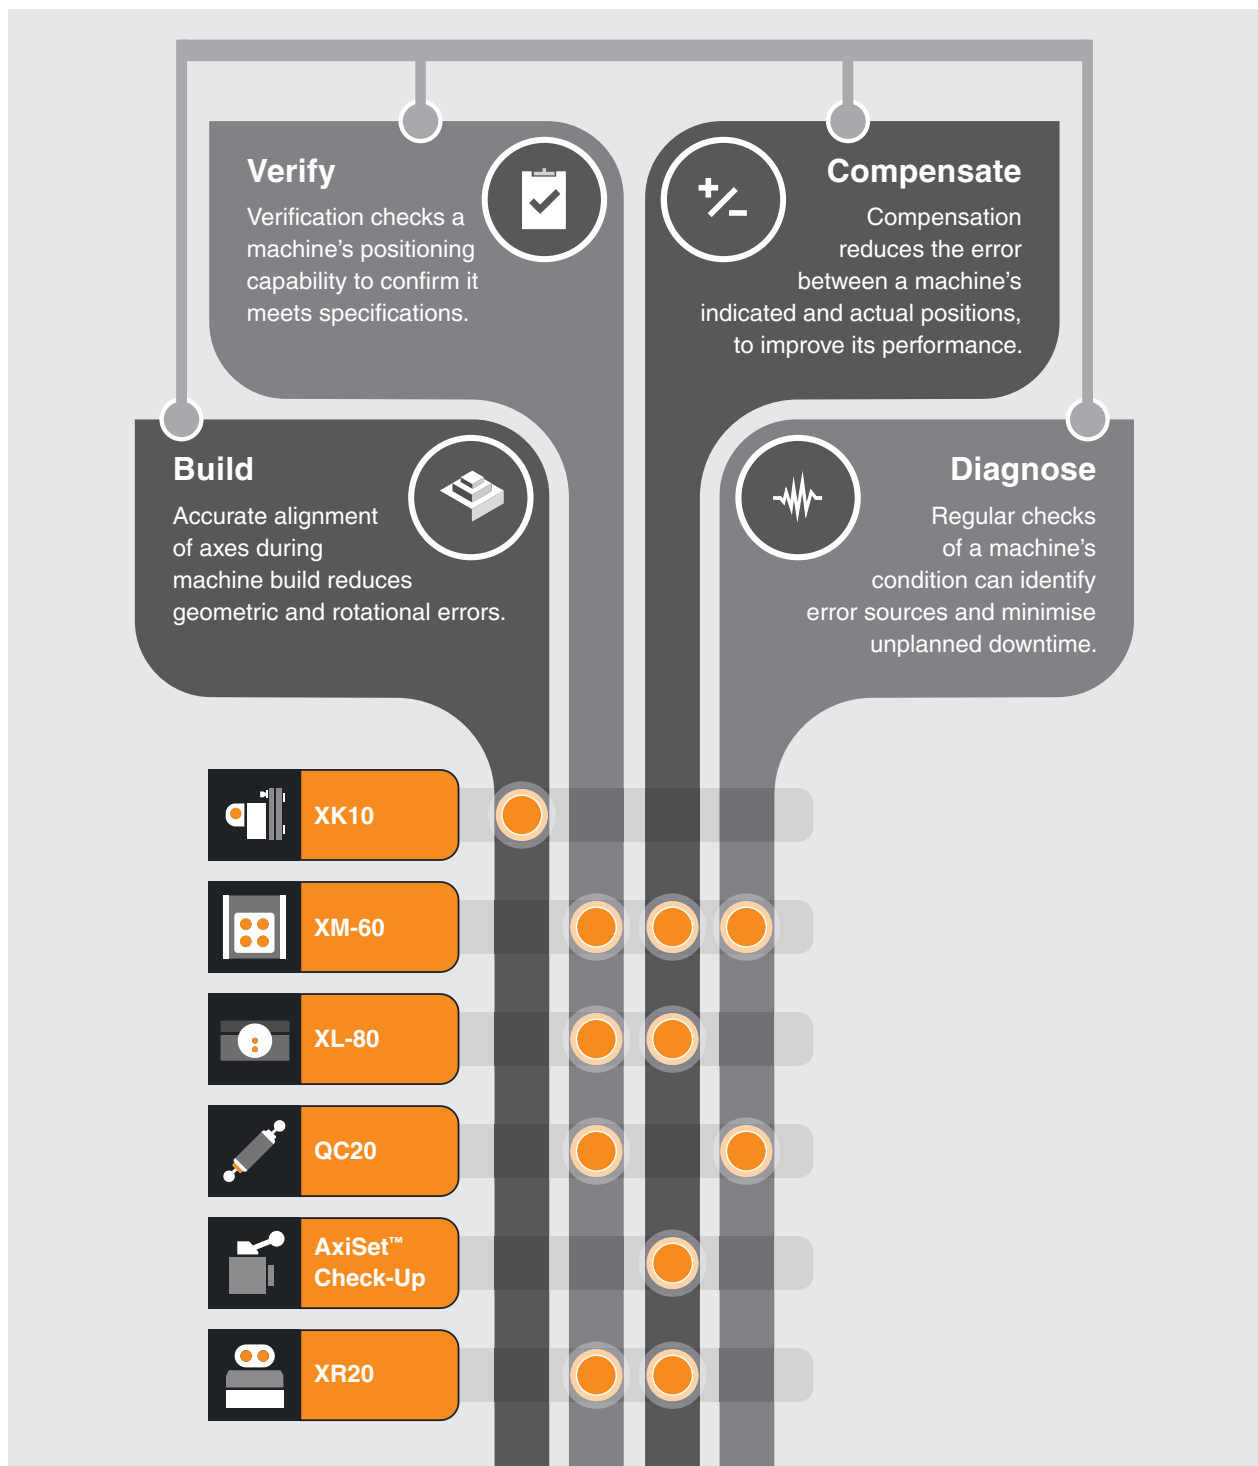 Verify
Verification checks a
machine’s positioning
capability to confirm it
meets specifications.
Compensate
Compensation
reduces the error
between a machine’s
indicated and actual positions,
to improve its performance.
Build
Accurate alignment
of axes during
machine build reduces
geometric and rotational errors.
Diagnose
Regular checks
of a machine’s
condition can identify
error sources and minimise
unplanned downtime.
XK10
XM-60
XL-80
QC20
AxiSet™
Check-Up
XR20